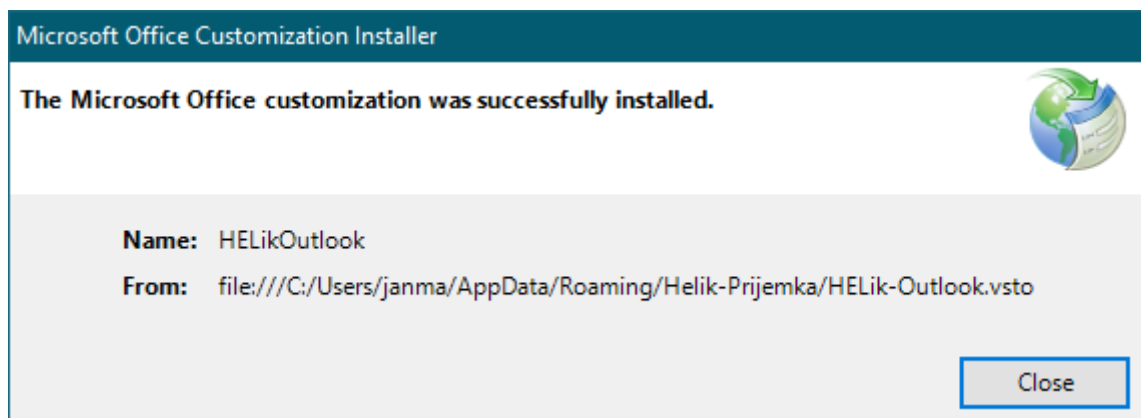 Microsoft Office Customization Installer
The Microsoft Office customization was successfully installed.
Name: HELikOutlook
From: file:///C:/Users/janma/AppData/Roaming/Helik-Prijemka/HELik-Outlook.vsto
Close